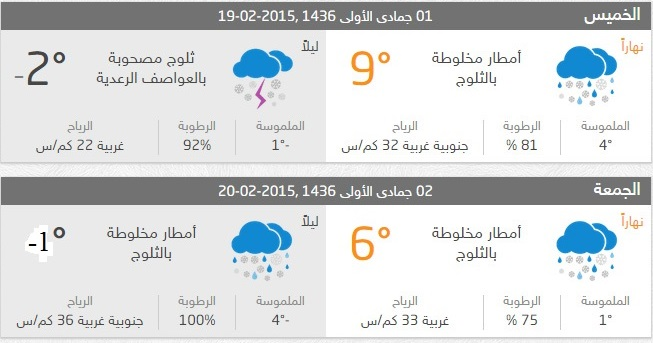 الخميس
01 جمادى الأولى 1436 ,19-02-2015
نهاراً
أمطار مخلوطة
بالثلوج
9°
الملموسة الرطوبة الرياح
4° 81 % جنوبية غربية 32 كم/س
ليلاً
ثلوج مصحوبة
بالعواصف الرعدية
-2°
الملموسة الرطوبة الرياح
-1° 92% غربية 22 كم/س
الجمعة
02 جمادى الأولى 1436 ,20-02-2015
نهاراً
أمطار مخلوطة
بالثلوج
6°
الملموسة الرطوبة الرياح
1° 75 % غربية 33 كم/س
ليلاً
أمطار مخلوطة
بالثلوج
-1°
الملموسة الرطوبة الرياح
-4° 100% جنوبية غربية 36 كم/س